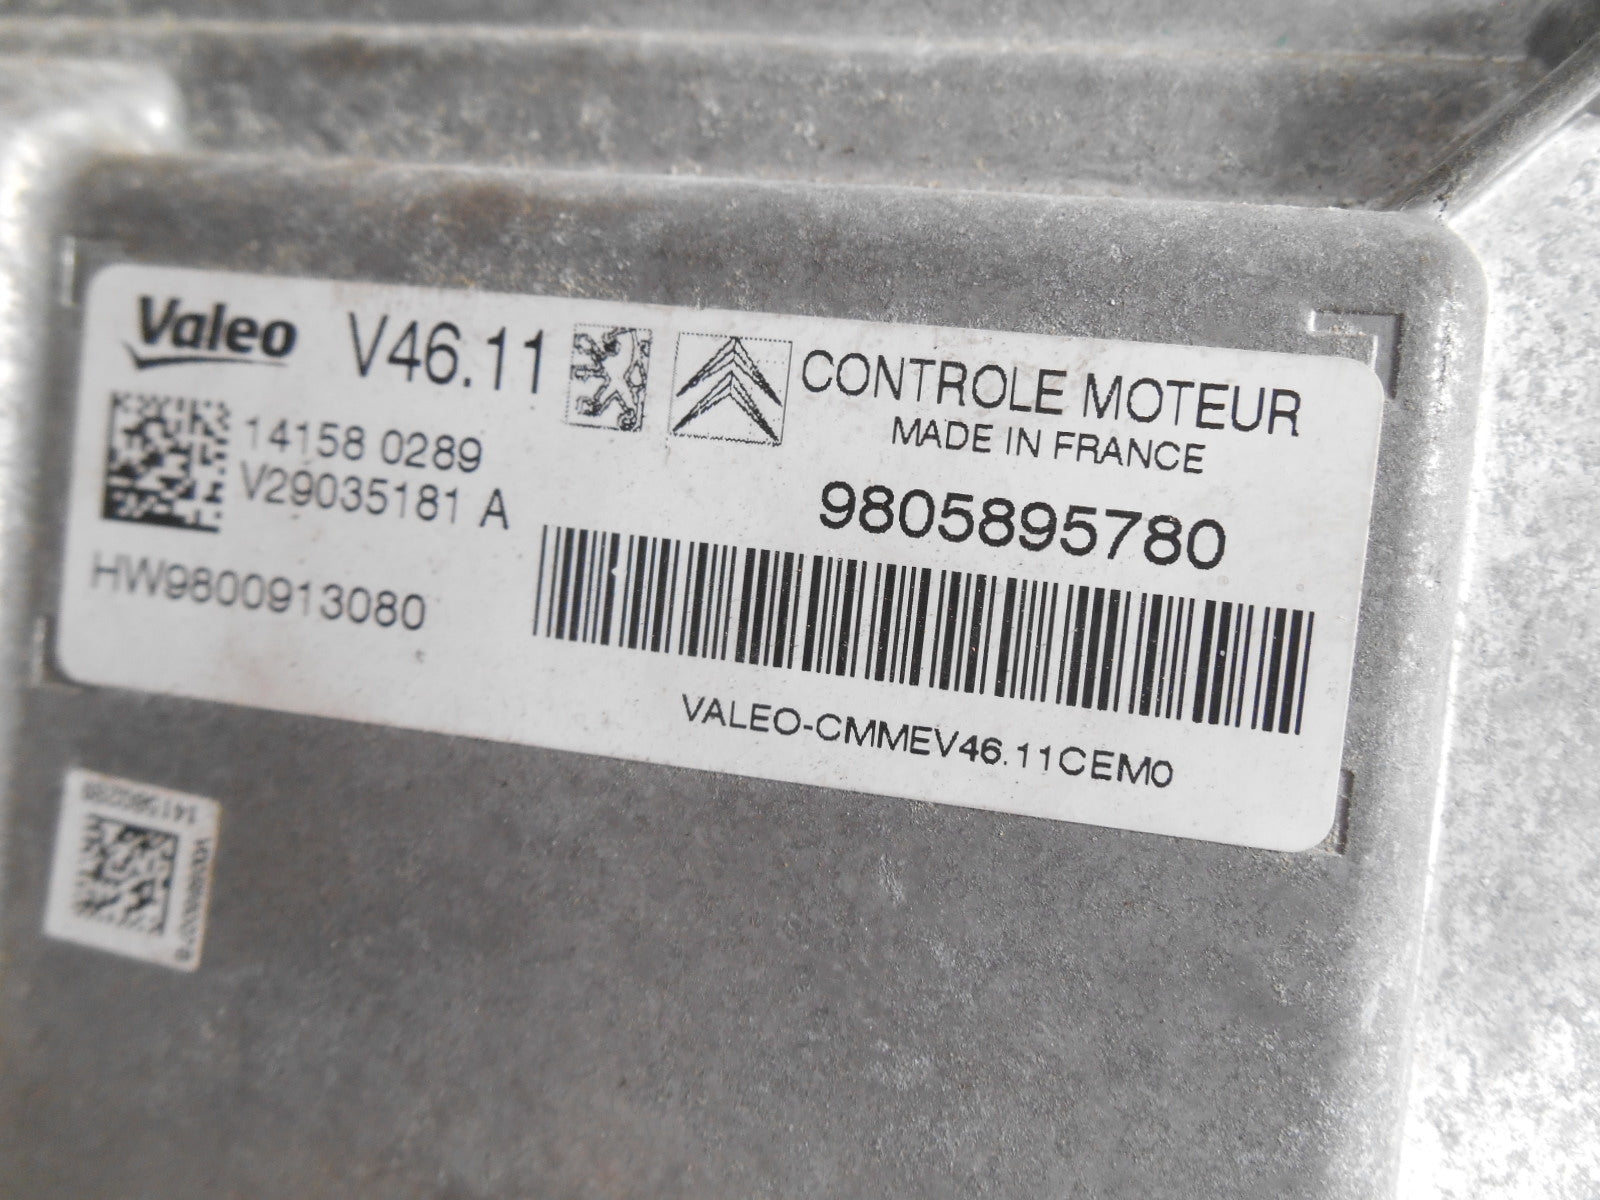 Valeo V46.11 CONTROLE MOTEUR
MADE IN FRANCE
14158 0289
V29035181 A
9805895780
HW9800913080
VALEO-CMMEV46.11CEM0